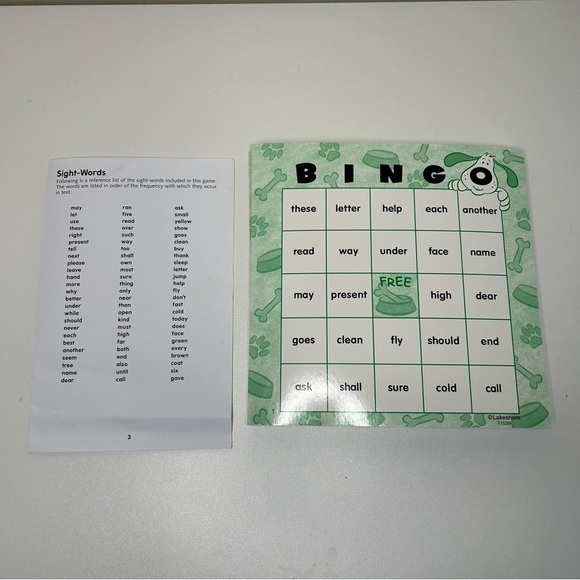 Sight-Words
Following is a reference list of the sight-words included in this game.
The words are listed in order of the frequency with which they occur
in text.
may ran ask
let five small
use read yellow
these over show
right such goes
present way clean
tell too buy
next shall thank
please own sleep
leave most letter
hand sure jump
more thing help
why only fly
better near don't
under than fast
while open cold
should kind today
never must does
each high face
best far green
another both every
seem end brown
tree also coat
name until six
dear call gave
3
BINGO
these letter help each another
read way under face name
may present FREE high dear
goes clean fly should end
ask shall sure cold call
1
©Lakeshore